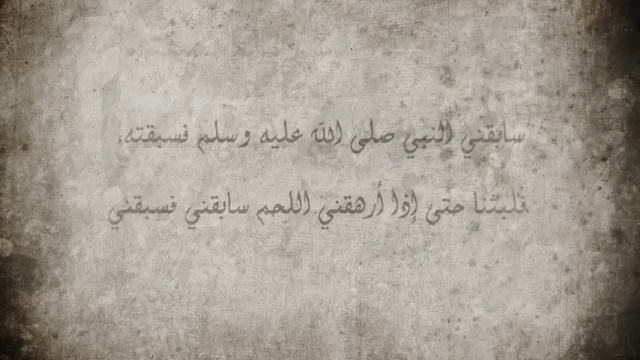 سابقني النبي صلى الله عليه وسلم فسبقته،
فلبثنا حتى إذا أرهقني اللحم سابقني فسبقني